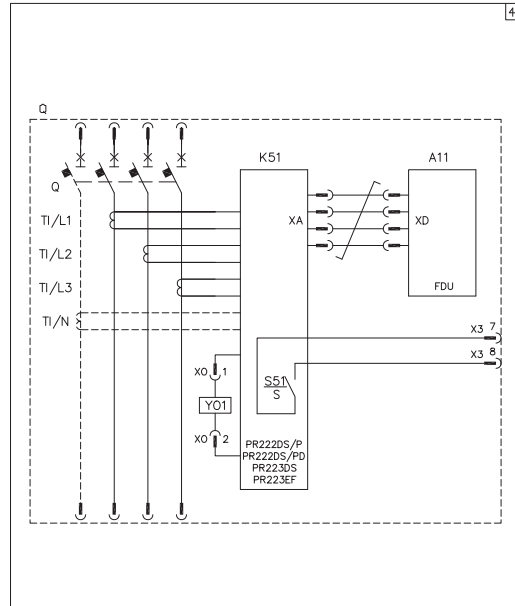 4
Q
K51
A11
Q
XA
XD
TI/L1
TI/L2
TI/L3
FDU
TI/N
X3 7
X3 8
X0 1
S51
S
Y01
X0 2
PR222DS/P
PR222DS/PD
PR223DS
PR223EF